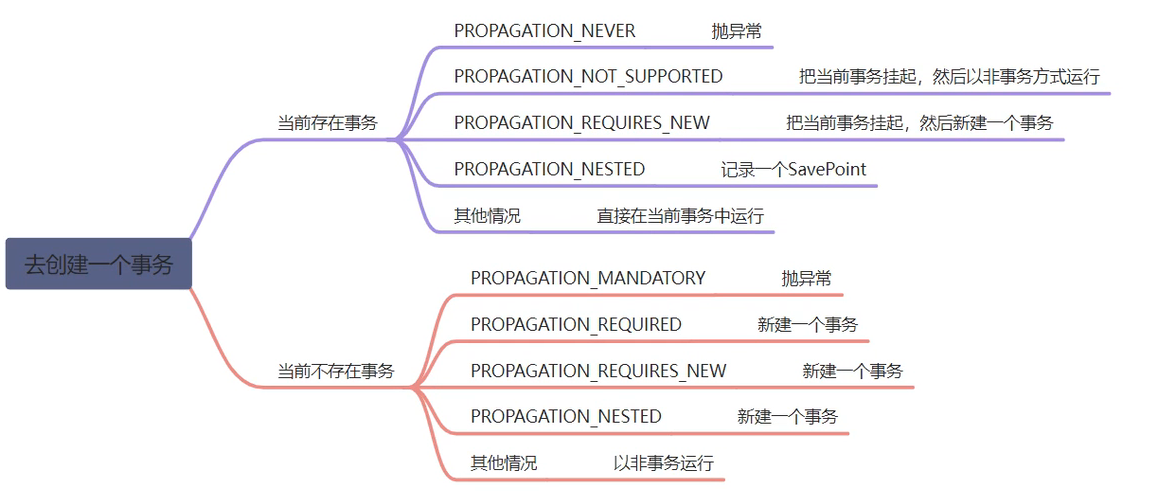 去创建一个事务
当前存在事务
PROPAGATION_NEVER 抛异常
PROPAGATION_NOT_SUPPORTED 把当前事务挂起，然后以非事务方式运行
PROPAGATION_REQUIRES_NEW 把当前事务挂起，然后新建一个事务
PROPAGATION_NESTED 记录一个SavePoint
其他情况 直接在当前事务中运行
当前不存在事务
PROPAGATION_MANDATORY 抛异常
PROPAGATION_REQUIRED 新建一个事务
PROPAGATION_REQUIRES_NEW 新建一个事务
PROPAGATION_NESTED 新建一个事务
其他情况 以非事务运行